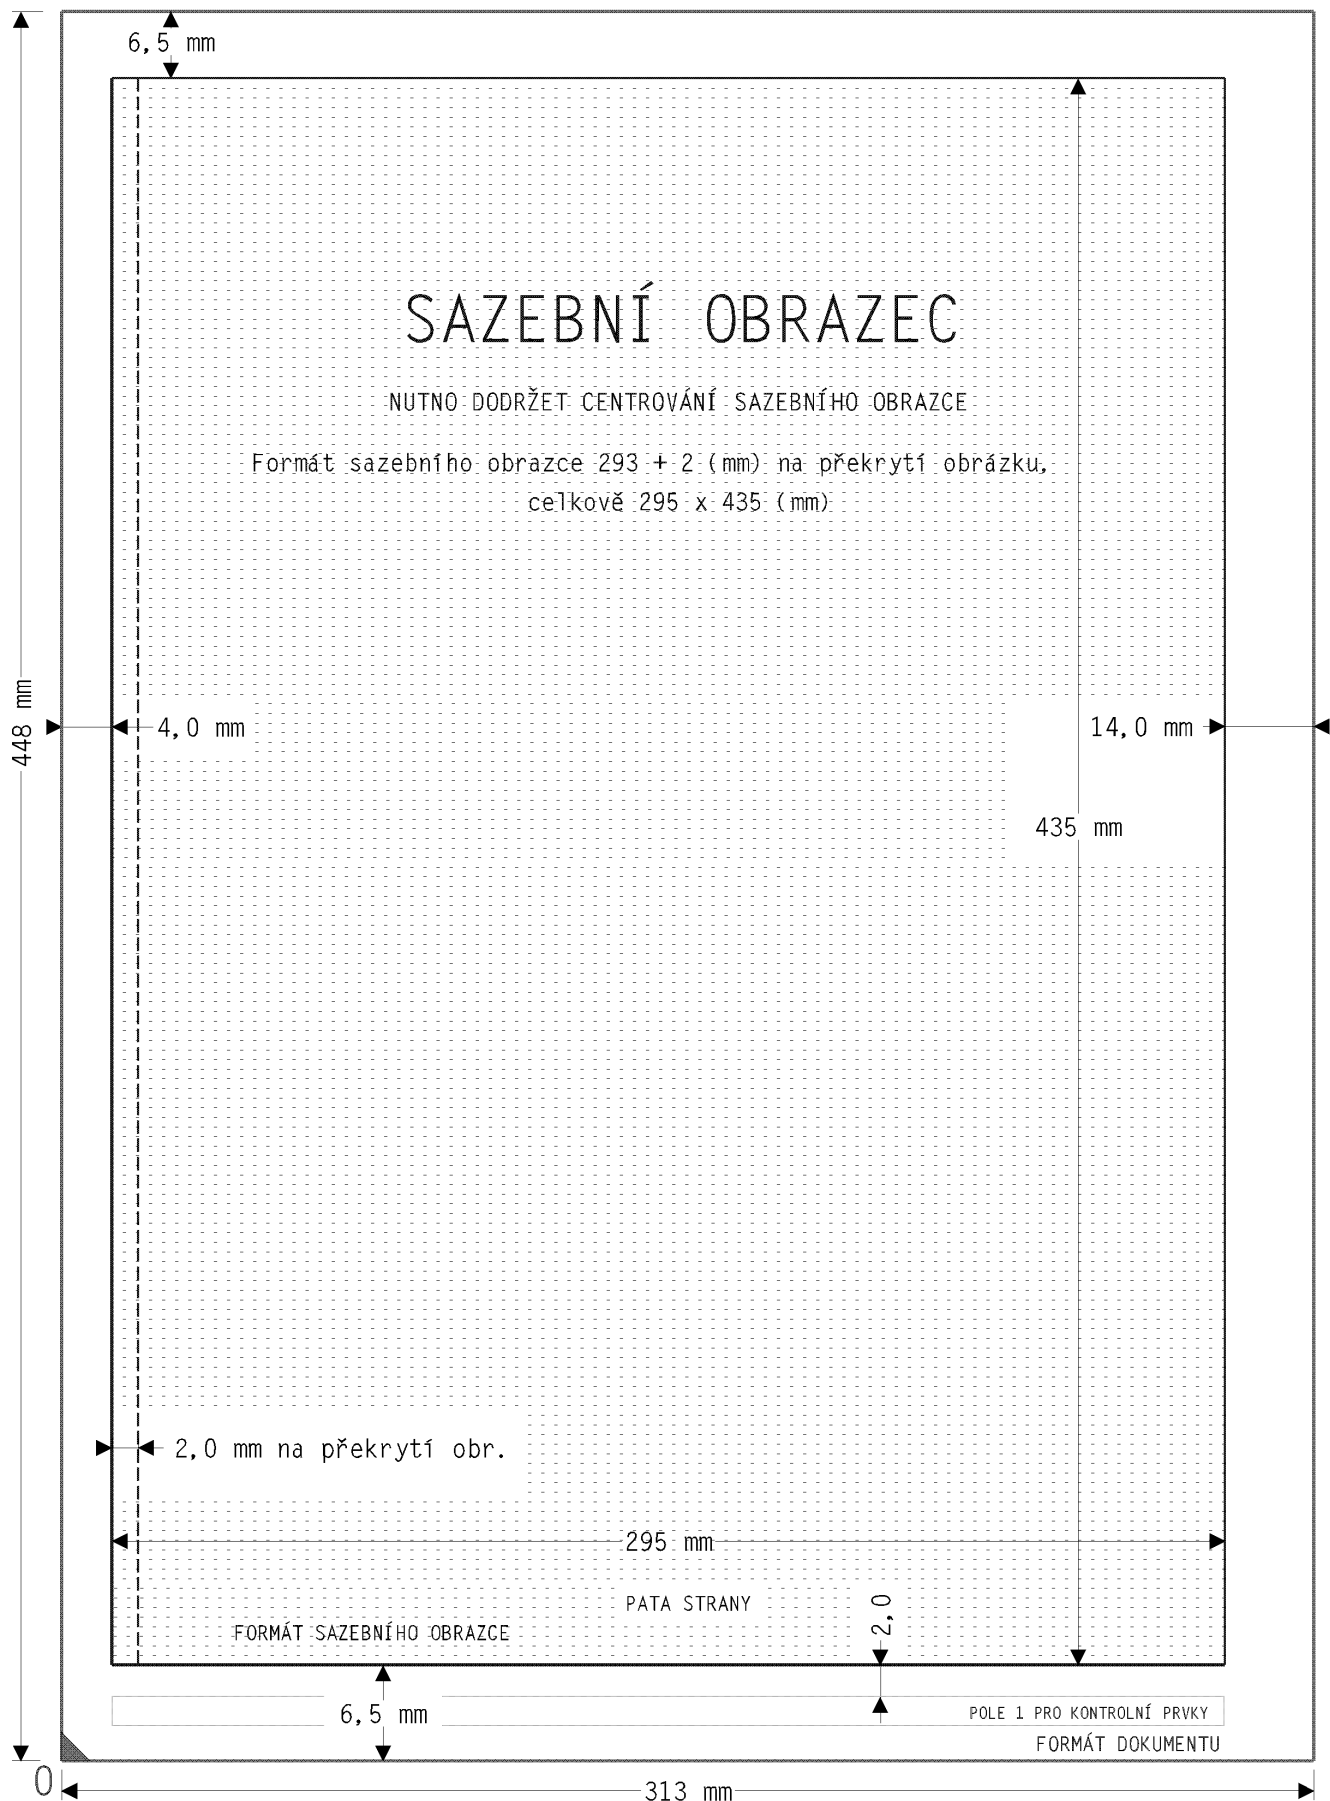 6,5 mm
SAZEBNÍ OBRAZEC
NUTNO DODRŽET CENTROVÁNÍ SAZEBNÍHO OBRAZCE
Formát sazebního obrazce 293 + 2 (mm) na překrytí obrázku,
celkově 295 x 435 (mm)
448 mm
4,0 mm
14,0 mm
435 mm
2,0 mm na překrytí obr.
295 mm
PATA STRANY
2,0
FORMÁT SAZEBNÍHO OBRAZCE
6,5 mm
POLE 1 PRO KONTROLNÍ PRVKY
FORMÁT DOKUMENTU
0
313 mm